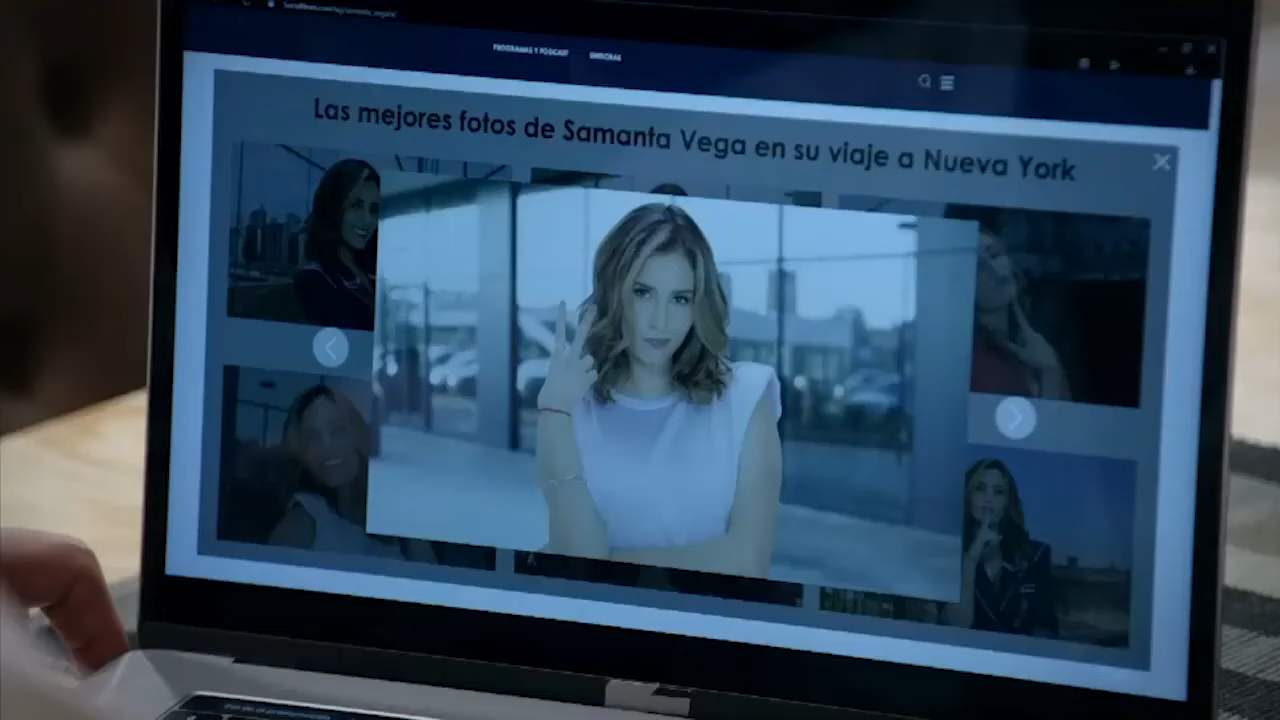 PROGRAMAS Y PODCAST
EMISORAS
Las mejores fotos de Samanta Vega en su viaje a Nueva York